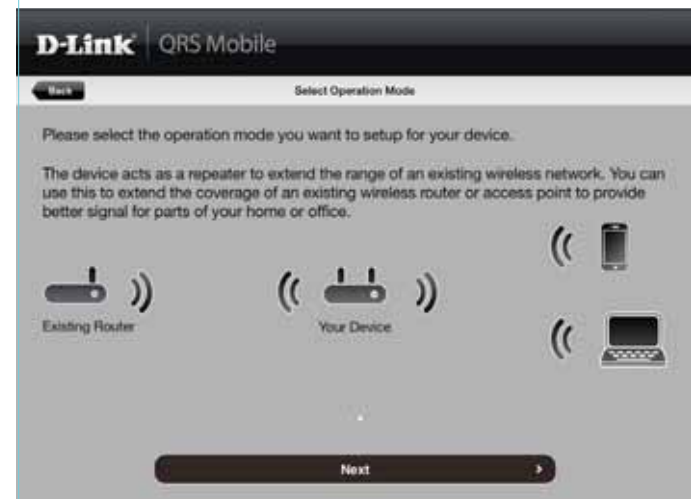 D-Link QRS Mobile
Back Select Operation Mode
Please select the operation mode you want to setup for your device.
The device acts as a repeater to extend the range of an existing wireless network. You can
use this to extend the coverage of an existing wireless router or access point to provide
better signal for parts of your home or office.
Existing Router
Your Device
Next